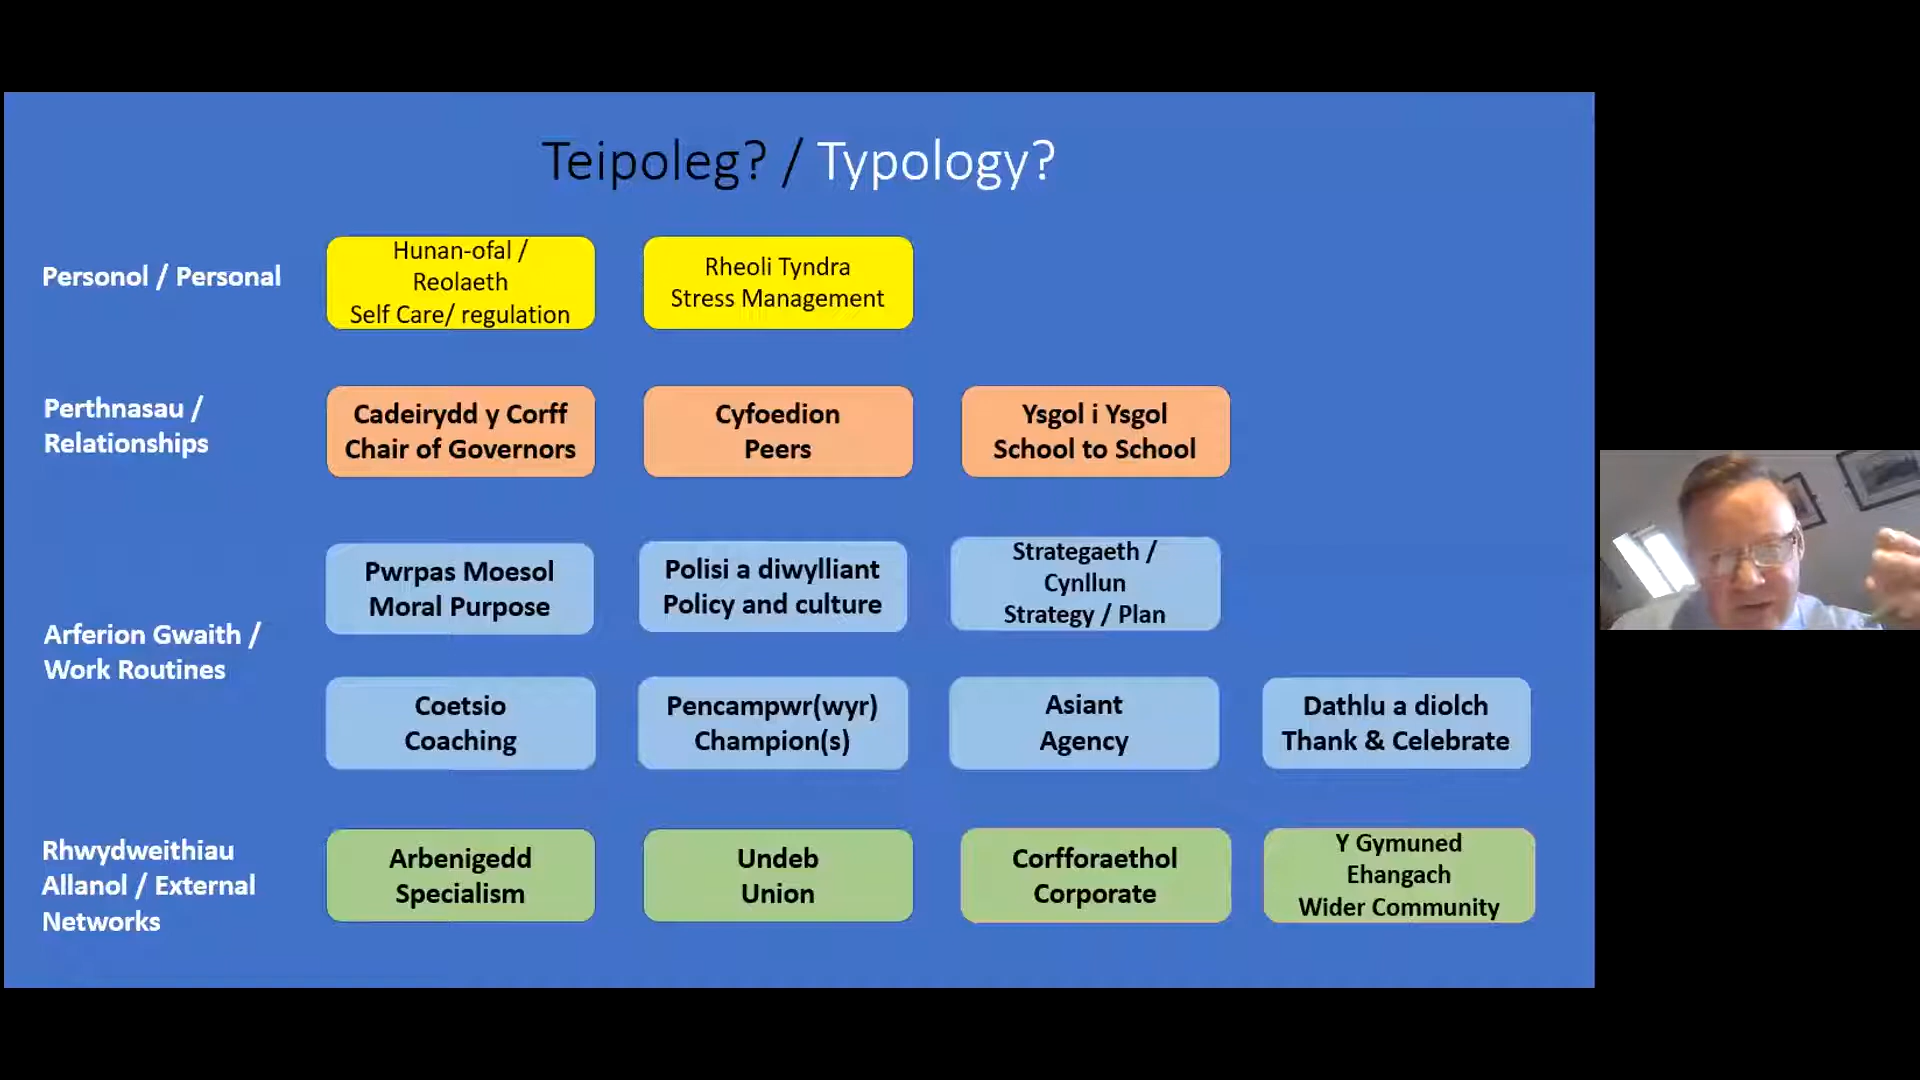 Teipoleg? / Typology?
Personol / Personal
Hunan-ofal /
Reolaeth
Self Care/ regulation
Rheoli Tyndra
Stress Management
Perthnasau /
Relationships
Cadeirydd y Corff
Chair of Governors
Cyfoedion
Peers
Ysgol i Ysgol
School to School
Arferion Gwaith /
Work Routines
Pwrpas Moesol
Moral Purpose
Polisi a diwylliant
Policy and culture
Strategaeth /
Cynllun
Strategy / Plan
Coetsio
Coaching
Pencampwr(wyr)
Champion(s)
Asiant
Agency
Dathlu a diolch
Thank & Celebrate
Rhwydweithiau
Allanol / External
Networks
Arbenigedd
Specialism
Undeb
Union
Corfforaethol
Corporate
Y Gymuned
Ehangach
Wider Community